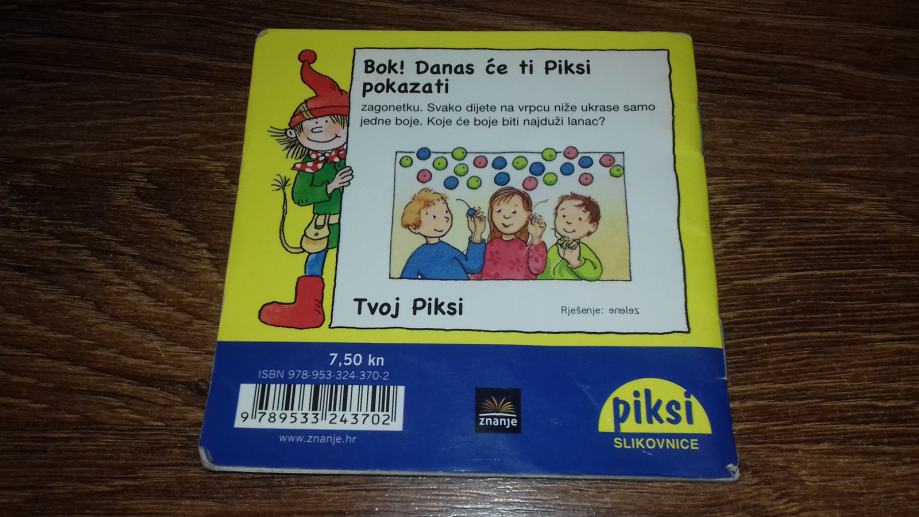 Bok! Danas će ti Piksi
pokazati
zagonetku. Svako dijete na vrpcu niže ukrase samo
jedne boje. Koje će boje biti najduži lanac?
Tvoj Piksi
Rješenje: zelene
7,50 kn
ISBN 978-953-324-370-2
9 789533 243702
www.znanje.hr
znanje
piksi
SLIKOVNICE